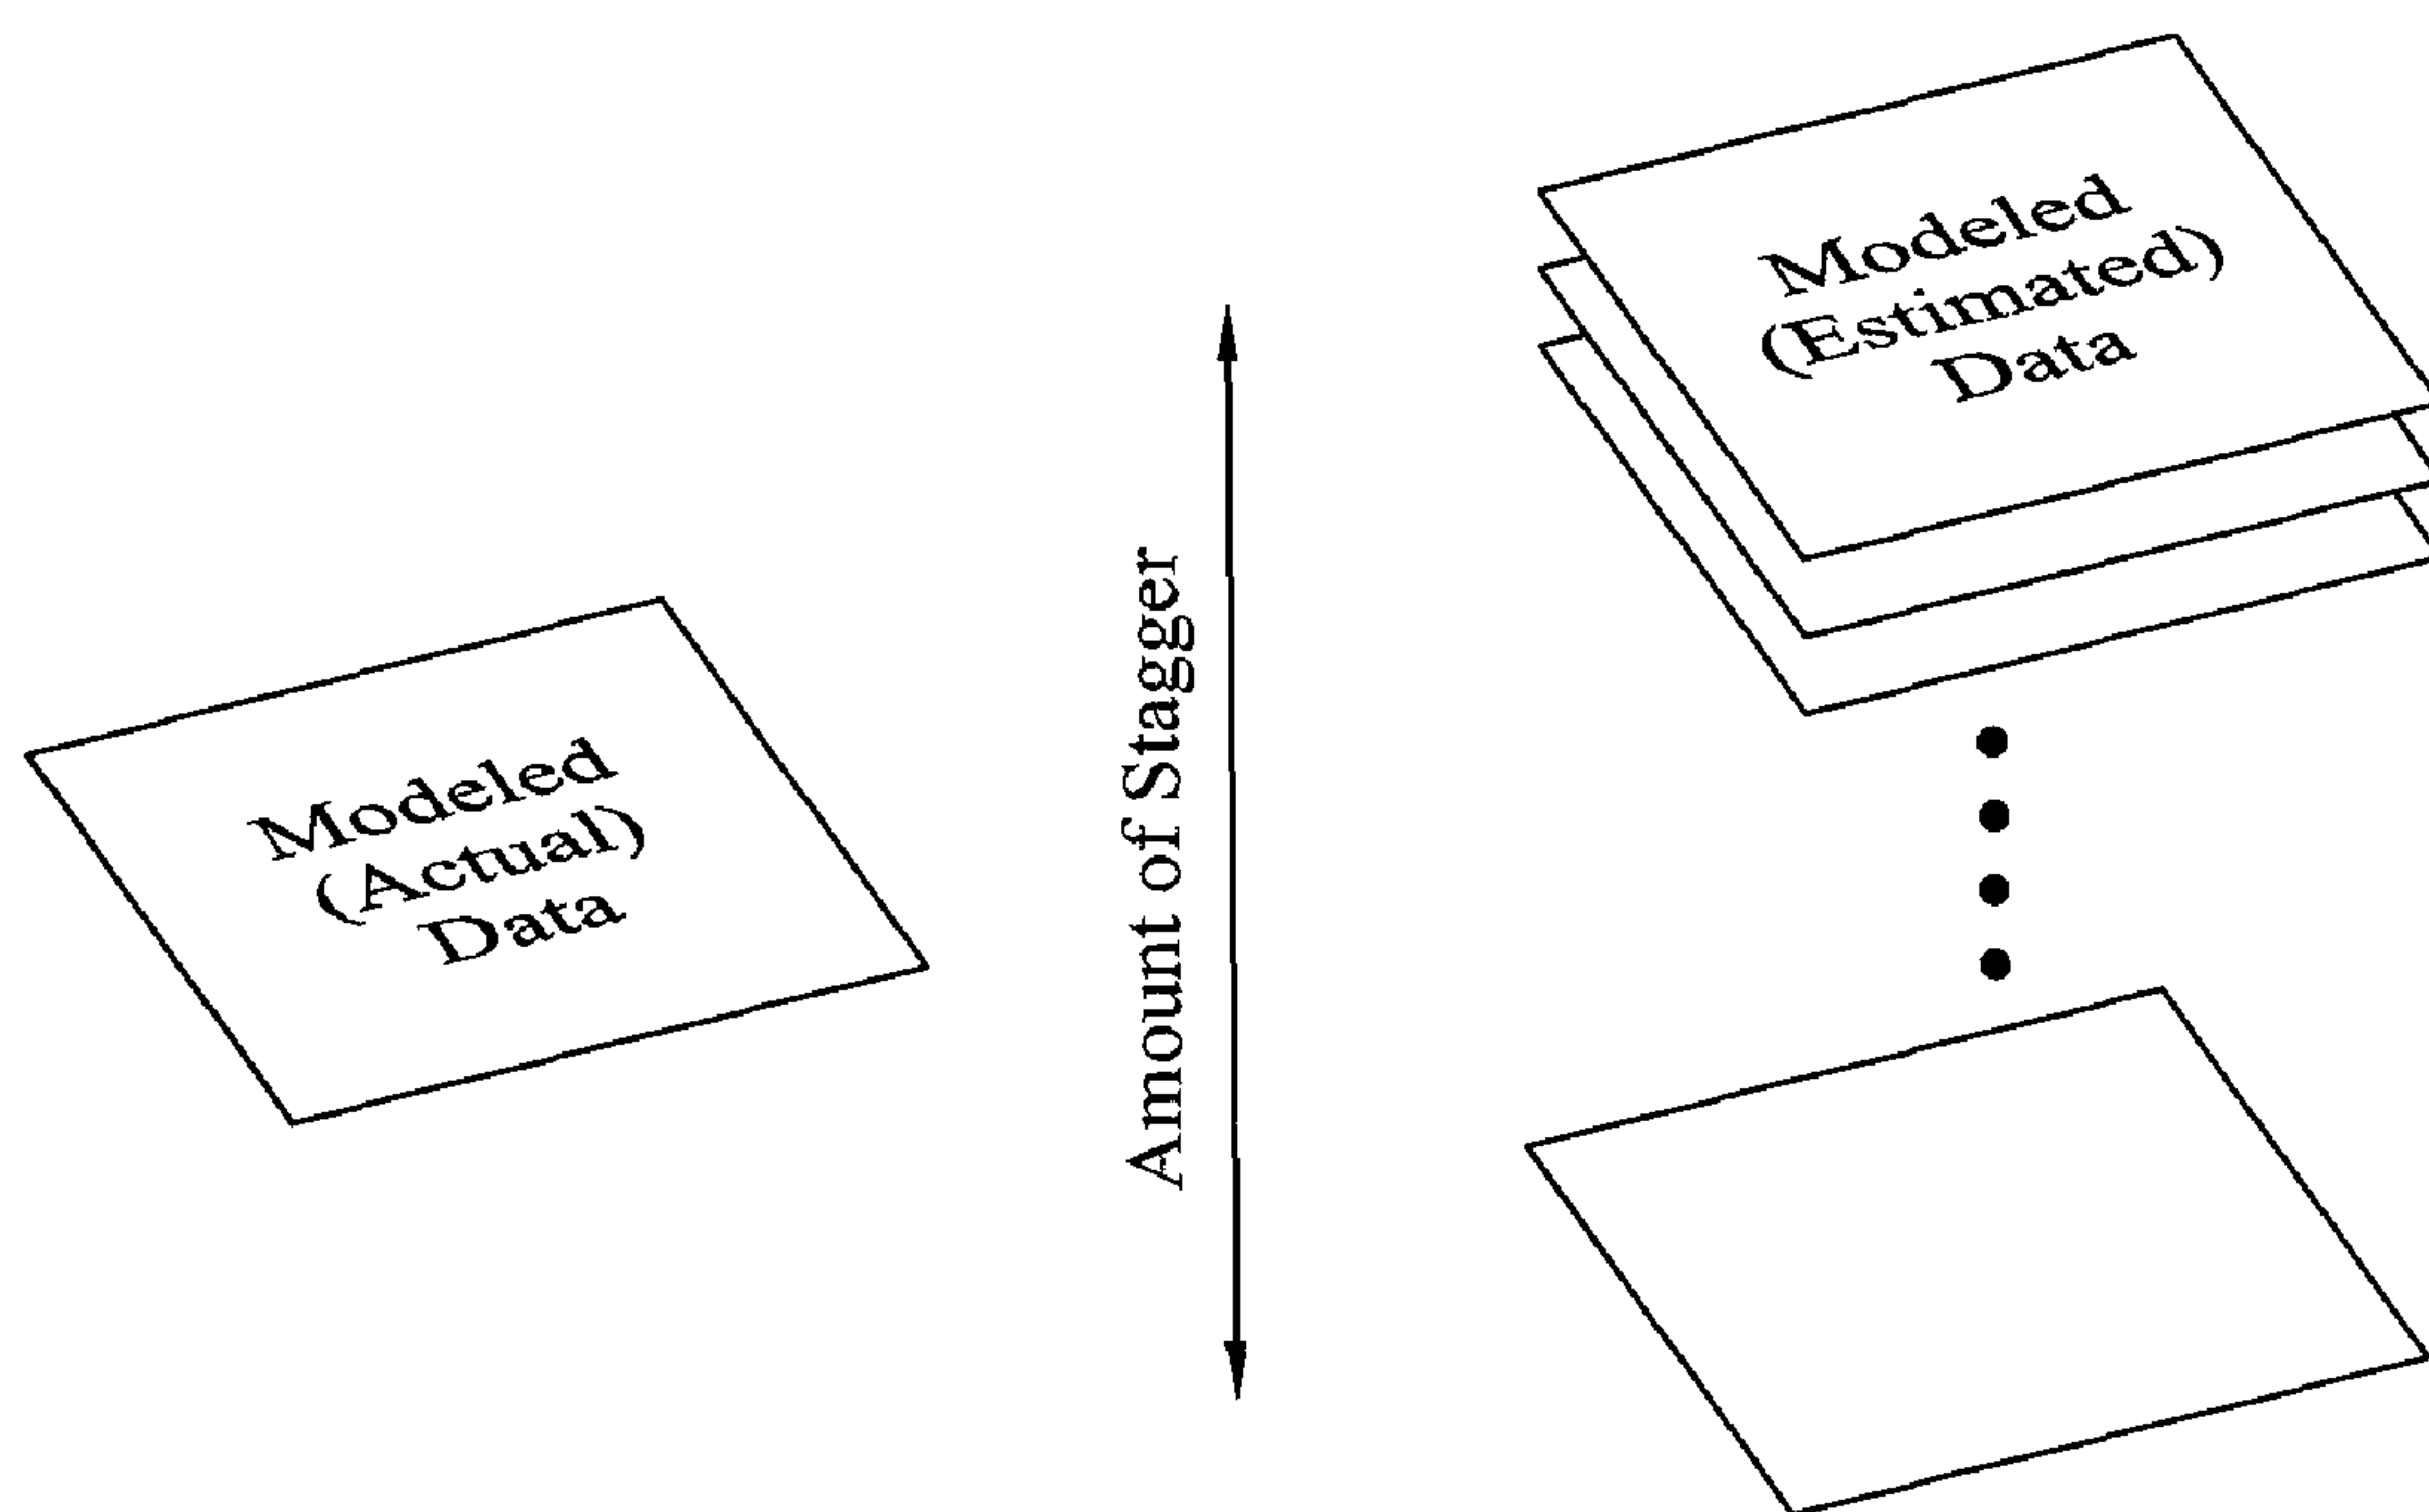 Modeled
(Actual)
Data
Amount of Stagger
Modeled
(Estimated)
Data